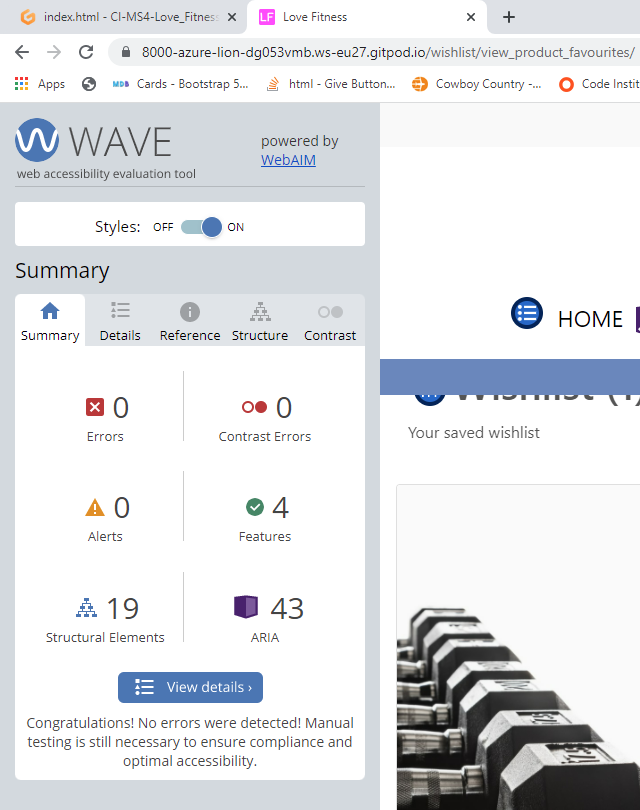 index.html - CI-MS4-Love_Fitness
LF Love Fitness
8000-azure-lion-dg053vmb.ws-eu27.gitpod.io/wishlist/view_product_favourites/
Apps
MDB Cards - Bootstrap 5...
html - Give Button...
Cowboy Country -...
Code Instit
WAVE
powered by
WebAIM
web accessibility evaluation tool
Styles: OFF ON
Summary
Summary Details Reference Structure Contrast
0
Errors
0
Contrast Errors
0
Alerts
4
Features
19
Structural Elements
43
ARIA
View details ›
Congratulations! No errors were detected! Manual
testing is still necessary to ensure compliance and
optimal accessibility.
HOME
Wishlist (1)
Your saved wishlist